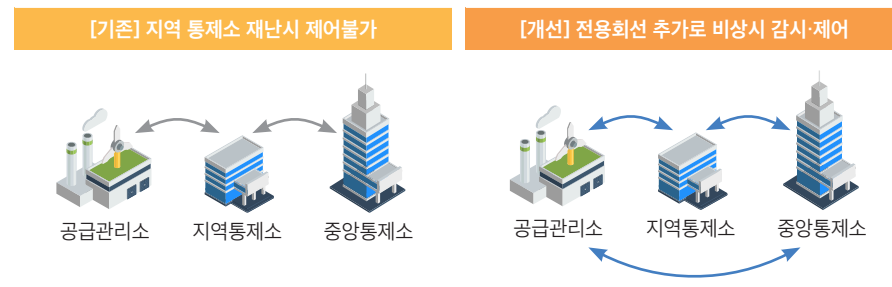 [기존] 지역 통제소 재난시 제어불가
공급관리소
지역통제소
중앙통제소
[개선] 전용회선 추가로 비상시 감시·제어
공급관리소
지역통제소
중앙통제소